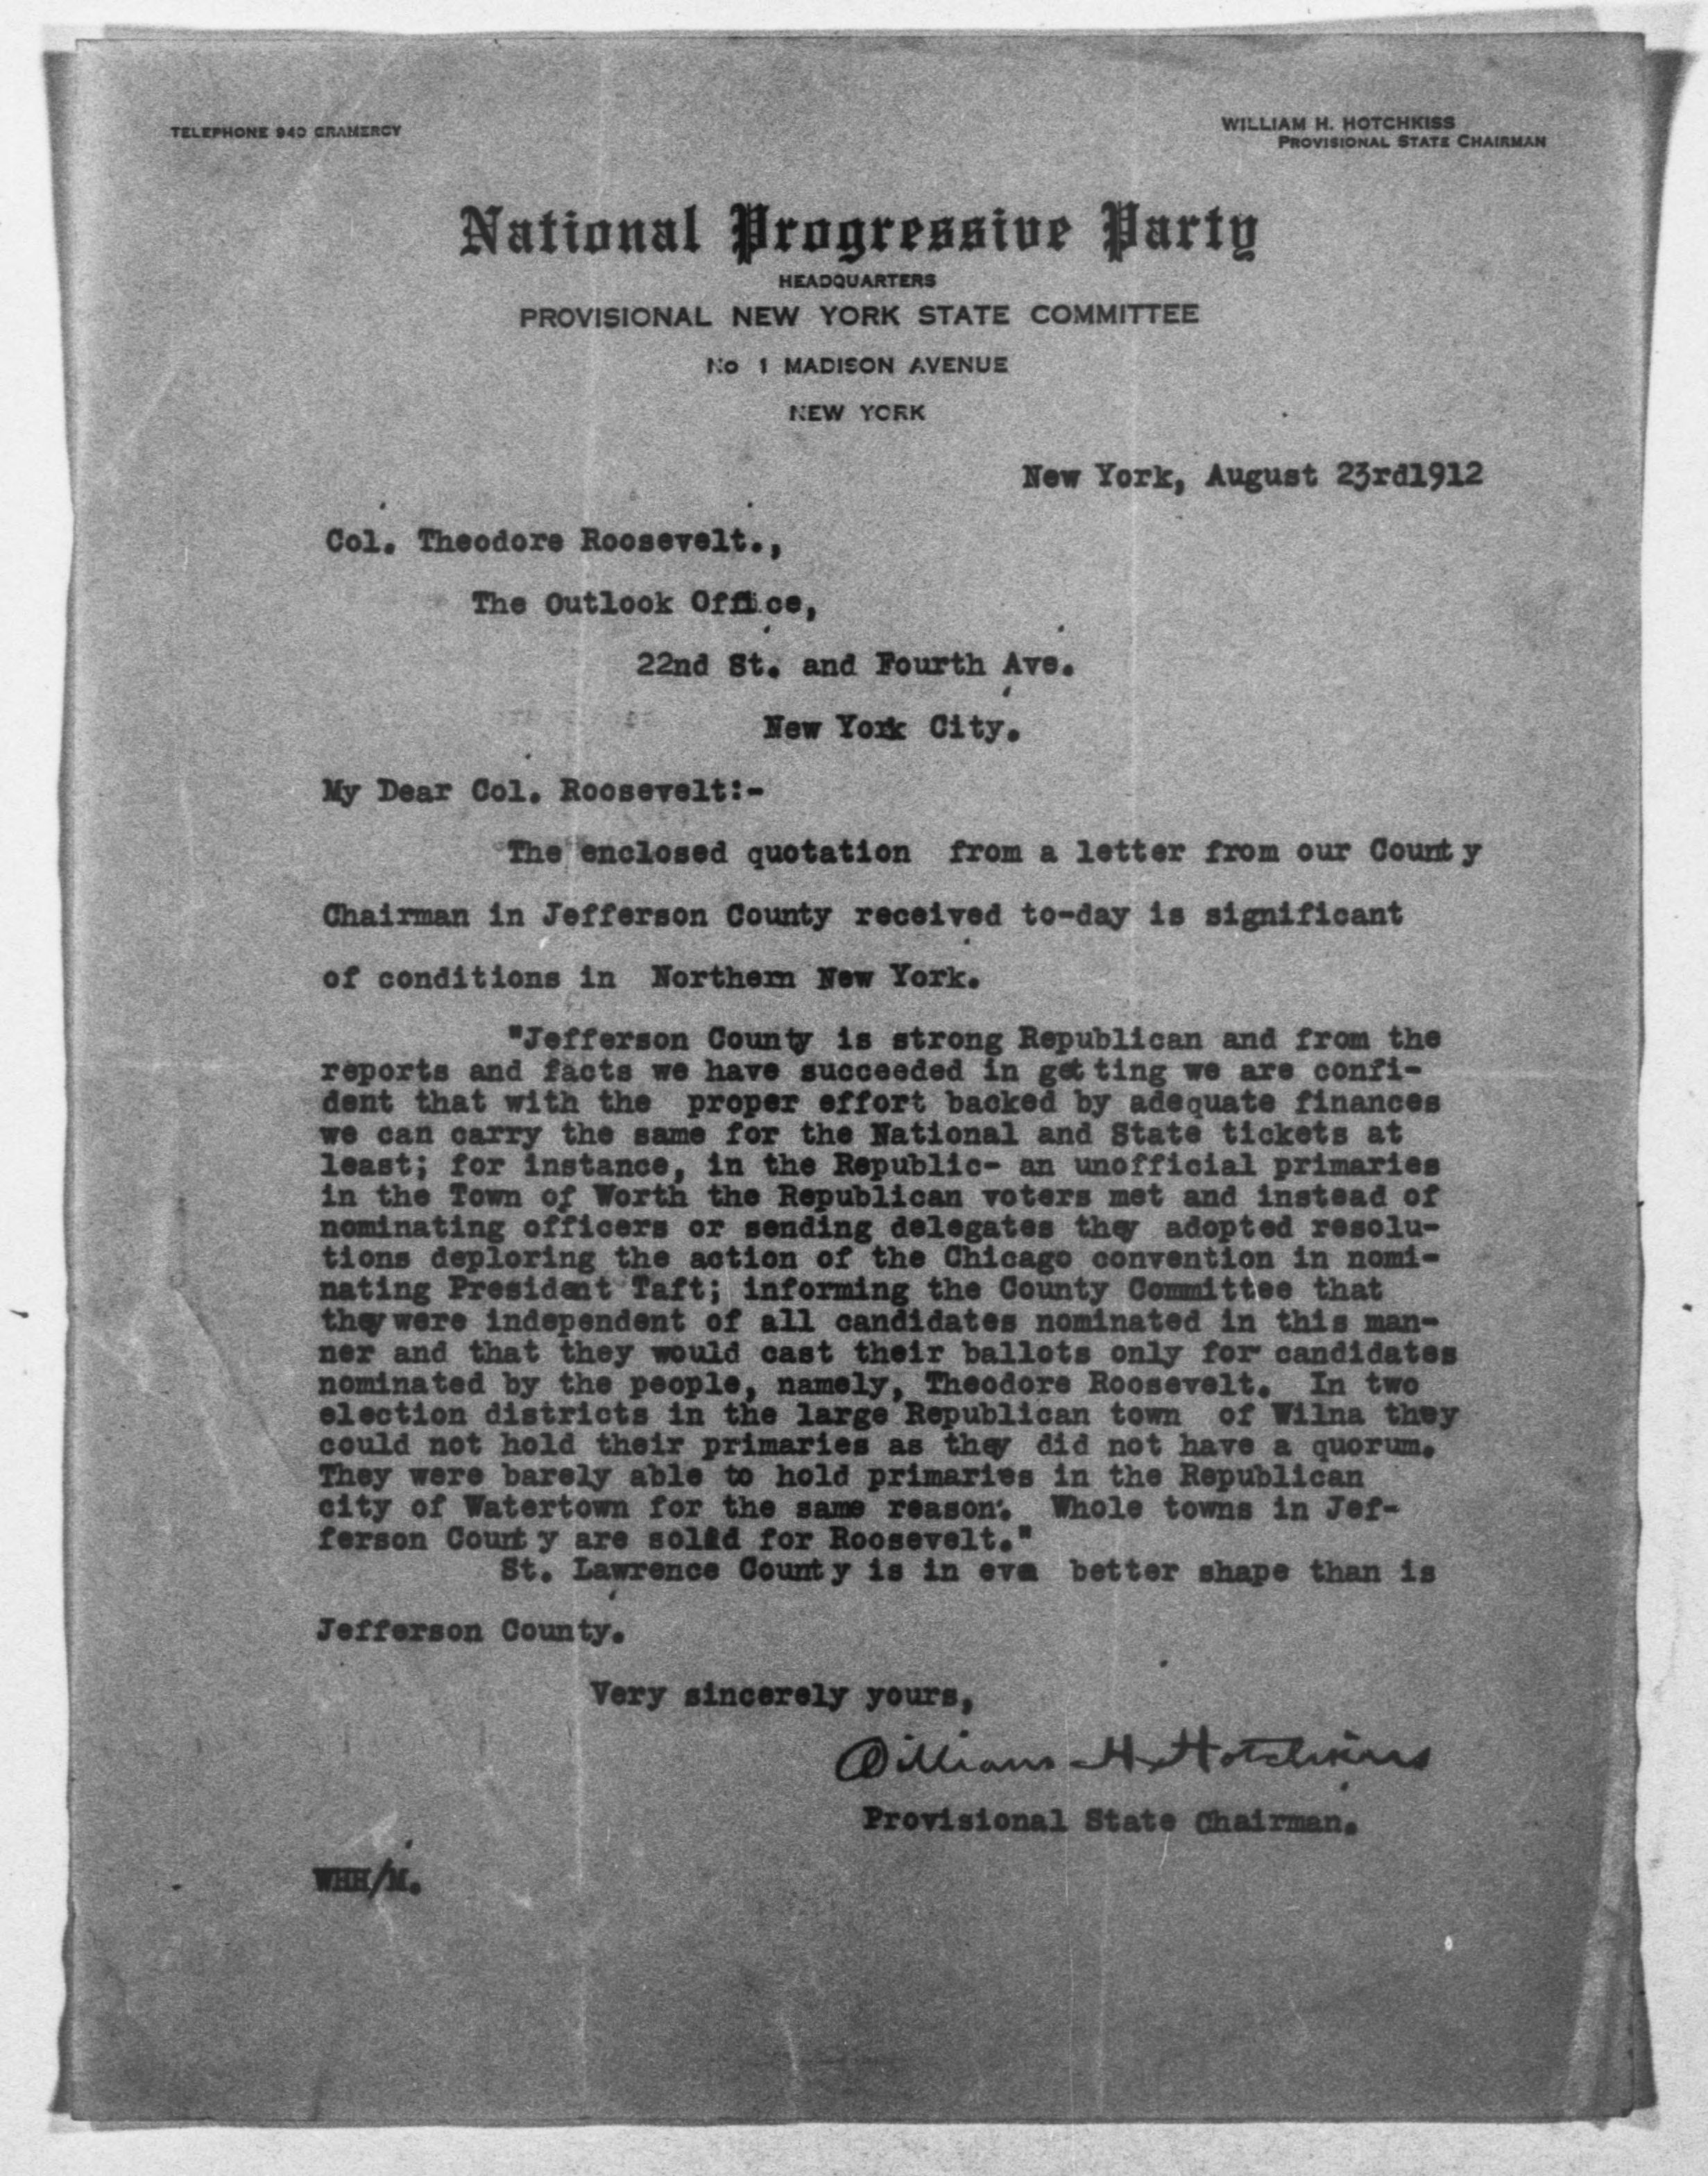 TELEPHONE 940 GRAMERCY
WILLIAM H. HOTCHKISS
PROVISIONAL STATE CHAIRMAN
National Progressive Party
HEADQUARTERS
PROVISIONAL NEW YORK STATE COMMITTEE
No 1 MADISON AVENUE
NEW YORK
New York, August 23rd1912
Col. Theodore Roosevelt.,
The Outlook Office,
22nd St. and Fourth Ave.
New York City.
My Dear Col. Roosevelt:-
The enclosed quotation from a letter from our County
Chairman in Jefferson County received to-day is significant
of conditions in Northern New York.
"Jefferson County is strong Republican and from the
reports and facts we have succeeded in getting we are confi-
dent that with the proper effort backed by adequate finances
we can carry the same for the National and State tickets at
least; for instance, in the Republic- an unofficial primaries
in the Town of Worth the Republican voters met and instead of
nominating officers or sending delegates they adopted resolu-
tions deploring the action of the Chicago convention in nomi-
nating President Taft; informing the County Committee that
they were independent of all candidates nominated in this man-
ner and that they would cast their ballots only for candidates
nominated by the people, namely, Theodore Roosevelt. In two
election districts in the large Republican town of Wilna they
could not hold their primaries as they did not have a quorum.
They were barely able to hold primaries in the Republican
city of Watertown for the same reason. Whole towns in Jef-
ferson County are solid for Roosevelt."
St. Lawrence County is in even better shape than is
Jefferson County.
Very sincerely yours,
William H. Hotchkiss
Provisional State Chairman.
WHH/M.